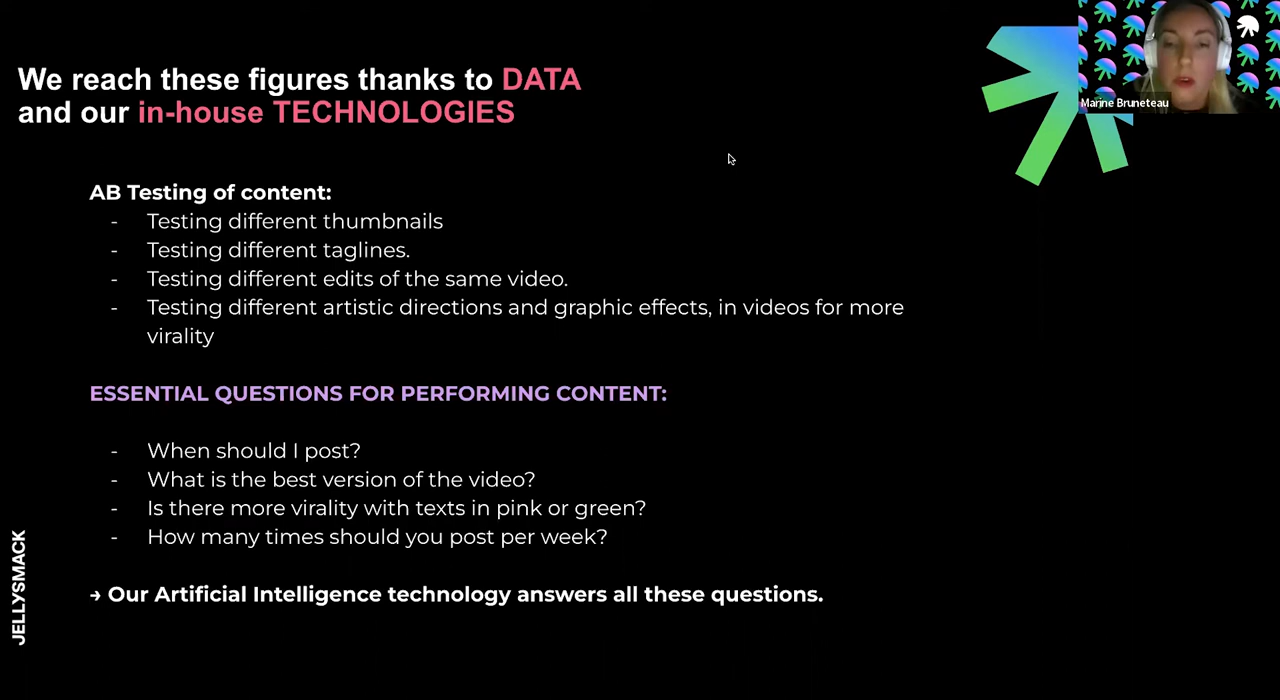 We reach these figures thanks to DATA
and our in-house TECHNOLOGIES
Marine Bruneteau
AB Testing of content:
- Testing different thumbnails
- Testing different taglines.
- Testing different edits of the same video.
- Testing different artistic directions and graphic effects, in videos for more
virality
ESSENTIAL QUESTIONS FOR PERFORMING CONTENT:
- When should I post?
- What is the best version of the video?
- Is there more virality with texts in pink or green?
- How many times should you post per week?
→ Our Artificial Intelligence technology answers all these questions.
JELLYSMACK